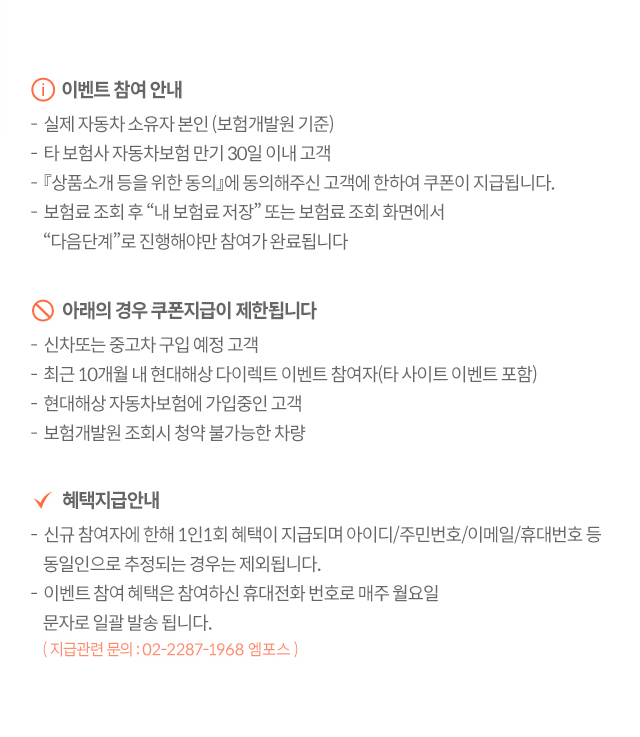 이벤트 참여 안내
- 실제 자동차 소유자 본인 (보험개발원 기준)
- 타 보험사 자동차보험 만기 30일 이내 고객
- 『상품소개 등을 위한 동의』에 동의해주신 고객에 한하여 쿠폰이 지급됩니다.
- 보험료 조회 후 “내 보험료 저장” 또는 보험료 조회 화면에서
“다음단계”로 진행해야만 참여가 완료됩니다
아래의 경우 쿠폰지급이 제한됩니다
- 신차또는 중고차 구입 예정 고객
- 최근 10개월 내 현대해상 다이렉트 이벤트 참여자(타 사이트 이벤트 포함)
- 현대해상 자동차보험에 가입중인 고객
- 보험개발원 조회시 청약 불가능한 차량
혜택지급안내
- 신규 참여자에 한해 1인1회 혜택이 지급되며 아이디/주민번호/이메일/휴대번호 등
동일인으로 추정되는 경우는 제외됩니다.
- 이벤트 참여 혜택은 참여하신 휴대전화 번호로 매주 월요일
문자로 일괄 발송 됩니다.
( 지급관련 문의 : 02-2287-1968 엠포스 )